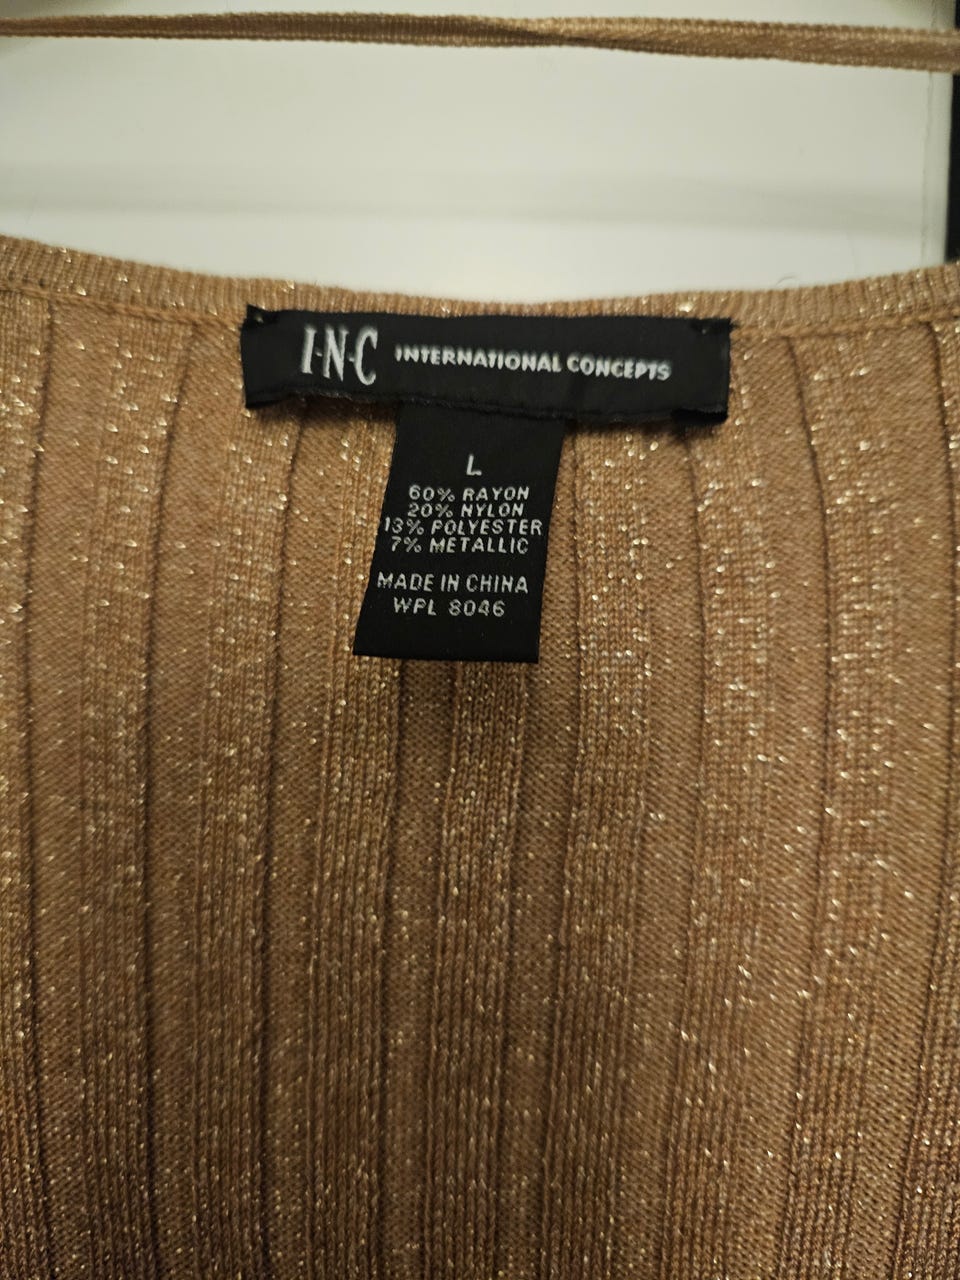 I·N·C INTERNATIONAL CONCEPTS
L
60% RAYON
20% NYLON
13% POLYESTER
7% METALLIC
MADE IN CHINA
WPL 8046